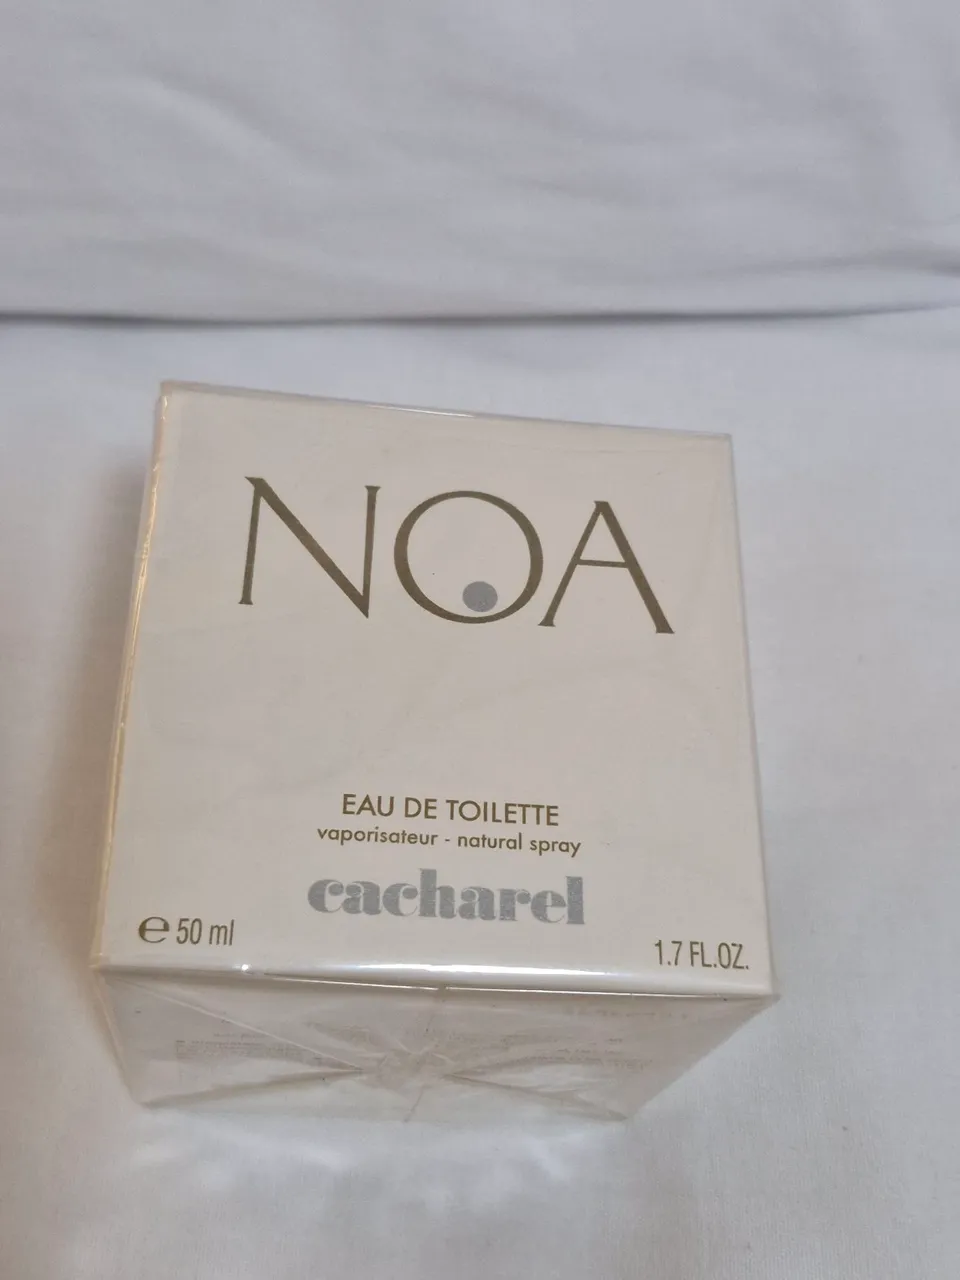 NOA
EAU DE TOILETTE
vaporisateur - natural spray
cacharel
℮ 50 ml
1.7 FL.OZ.